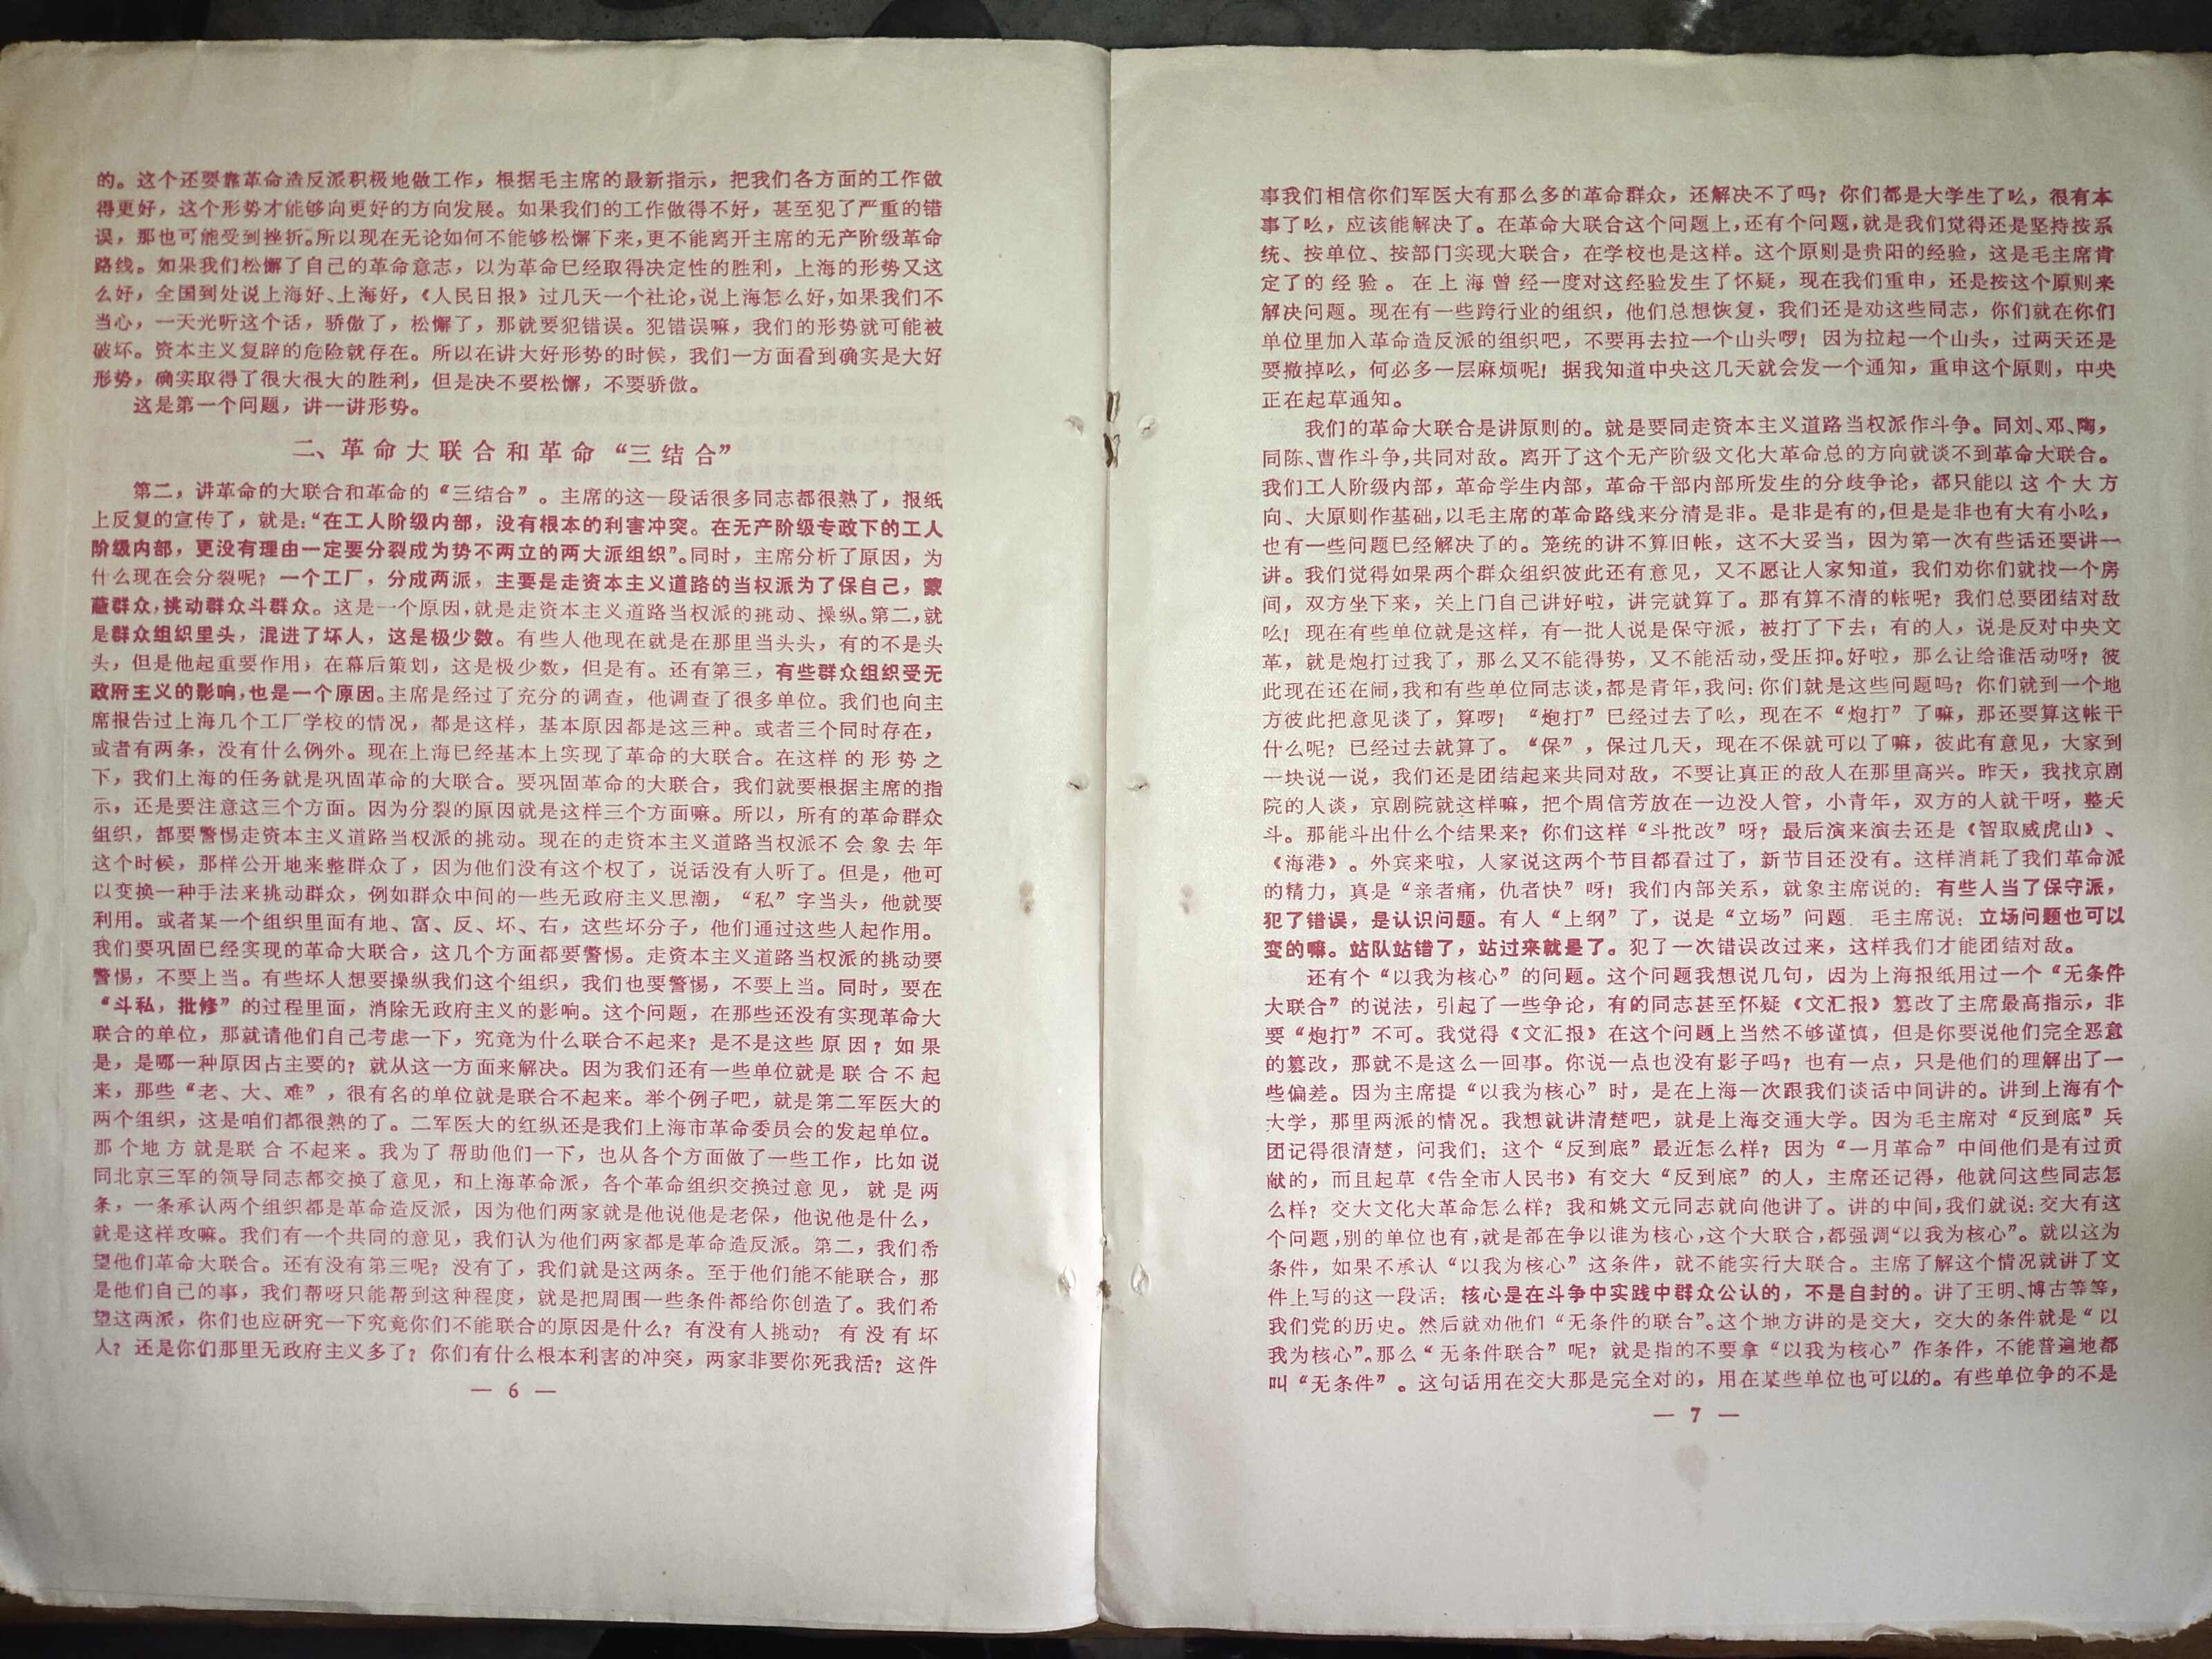 的。这个还要靠革命造反派积极地做工作，根据毛主席的最新指示，把我们各方面的工作做
得更好，这个形势才能够向更好的方向发展。如果我们的工作做得不好，甚至犯了严重的错
误，那也可能受到挫折。所以现在无论如何不能够松懈下来，更不能离开主席的无产阶级革命
路线。如果我们松懈了自己的革命意志，以为革命已经取得决定性的胜利，上海的形势又这
么好，全国到处说上海好、上海好，《人民日报》过几天一个社论，说上海怎么好，如果我们不
当心，一天光听这个话，骄傲了，松懈了，那就要犯错误。犯错误嘛，我们的形势就可能被
破坏。资本主义复辟的危险就存在。所以在讲大好形势的时候，我们一方面看到确实是大好
形势，确实取得了很大很大的胜利，但是决不要松懈，不要骄傲。
这是第一个问题，讲一讲形势。
二、革命大联合和革命“三结合”
第二，讲革命的大联合和革命的“三结合”。主席的这一段话很多同志都很熟了，报纸
上反复的宣传了，就是：“在工人阶级内部，没有根本的利害冲突。在无产阶级专政下的工人
阶级内部，更没有理由一定要分裂成为势不两立的两大派组织”。同时，主席分析了原因，为
什么现在会分裂呢？一个工厂，分成两派，主要是走资本主义道路的当权派为了保自己，蒙
蔽群众，挑动群众斗群众。这是一个原因，就是走资本主义道路当权派的挑动、操纵。第二，就
是群众组织里头，混进了坏人，这是极少数。有些人他现在就是在那里当头头，有的不是头
头，但是他起重要作用；在幕后策划，这是极少数，但是有。还有第三，有些群众组织受无
政府主义的影响，也是一个原因。主席是经过了充分的调查，他调查了很多单位。我们也向主
席报告过上海几个工厂学校的情况，都是这样，基本原因都是这三种。或者三个同时存在，
或者有两条，没有什么例外。现在上海已经基本上实现了革命的大联合。在这样的形势之
下，我们上海的任务就是巩固革命的大联合。要巩固革命的大联合，我们就要根据主席的指
示，还是要注意这三个方面。因为分裂的原因就是这样三个方面嘛。所以，所有的革命群众
组织，都要警惕走资本主义道路当权派的挑动。现在的走资本主义道路当权派不会象去年
这个时候，那样公开地来整群众了，因为他们没有这个权了，说话没有人听了。但是，他可
以变换一种手法来挑动群众，例如群众中间的一些无政府主义思潮，“私”字当头，他就要
利用。或者某一个组织里面有地、富、反、坏、右，这些坏分子，他们通过这些人起作用。
我们要巩固已经实现的革命大联合，这几个方面都要警惕。走资本主义道路当权派的挑动要
警惕，不要上当。有些坏人想要操纵我们这个组织，我们也要警惕，不要上当。同时，要在
“斗私，批修”的过程里面，消除无政府主义的影响。这个问题，在那些还没有实现革命大
联合的单位，那就请他们自己考虑一下，究竟为什么联合不起来？是不是这些原因？如果
是，是哪一种原因占主要的？就从这一方面来解决。因为我们还有一些单位就是联合不起
来，那些“老、大、难”，很有名的单位就是联合不起来。举个例子吧，就是第二军医大的
两个组织，这是咱们都很熟的了。二军医大的红纵还是我们上海市革命委员会的发起单位。
那个地方就是联合不起来。我为了帮助他们一下，也从各个方面做了一些工作，比如说
同北京三军的领导同志都交换了意见，和上海革命派，各个革命组织交换过意见，就是两
条，一条承认两个组织都是革命造反派，因为他们两家就是他说他是老保，他说他是什么，
就是这样攻嘛。我们有一个共同的意见，我们认为他们两家都是革命造反派。第二，我们希
望他们革命大联合。还有没有第三呢？没有了，我们就是这两条。至于他们能不能联合，那
是他们自己的事，我们帮呀只能帮到这种程度，就是把周围一些条件都给你创造了。我们希
望这两派，你们也应研究一下究竟你们不能联合的原因是什么？有没有人挑动？有没有坏
人？还是你们那里无政府主义多了？你们有什么根本利害的冲突，两家非要你死我活？这件
— 6 —
事我们相信你们军医大有那么多的革命群众，还解决不了吗？你们都是大学生了么，很有本
事了么，应该能解决了。在革命大联合这个问题上，还有个问题，就是我们觉得还是坚持按系
统、按单位、按部门实现大联合，在学校也是这样。这个原则是贵阳的经验，这是毛主席肯
定了的经验。在上海曾经一度对这经验发生了怀疑，现在我们重申，还是按这个原则来
解决问题。现在有一些跨行业的组织，他们总想恢复，我们还是劝这些同志，你们就在你们
单位里加入革命造反派的组织吧，不要再去拉一个山头啰！因为拉起一个山头，过两天还是
要撤掉么，何必多一层麻烦呢！据我知道中央这几天就会发一个通知，重申这个原则，中央
正在起草通知。
我们的革命大联合是讲原则的。就是要同走资本主义道路当权派作斗争。同刘、邓、陶，
同陈、曹作斗争，共同对敌。离开了这个无产阶级文化大革命总的方向就谈不到革命大联合。
我们工人阶级内部，革命学生内部，革命干部内部所发生的分歧争论，都只能以这个大方
向、大原则作基础，以毛主席的革命路线来分清是非。是非是有的，但是是非也有大有小么，
也有一些问题已经解决了的。笼统的讲不算旧帐，这不大妥当，因为第一次有些话还要讲一
讲。我们觉得如果两个群众组织彼此还有意见，又不愿让人家知道，我们劝你们就找一个房
间，双方坐下来，关上门自己讲好啦，讲完就算了。那有算不清的帐呢？我们总要团结对敌
么！现在有些单位就是这样，有一批人说是保守派，被打了下去；有的人，说是反对中央文
革，就是炮打过我了，那么又不能得势，又不能活动，受压抑。好啦，那么让给谁活动呀？彼
此现在还在闹，我和有些单位同志谈，都是青年，我问：你们就是这些问题吗？你们就到一个地
方彼此把意见谈了，算啰！“炮打”已经过去了么，现在不“炮打”了嘛，那还要算这帐干
什么呢？已经过去就算了。“保”，保过几天，现在不保就可以了嘛，彼此有意见，大家到
一块说一说，我们还是团结起来共同对敌，不要让真正的敌人在那里高兴。昨天，我找京剧
院的人谈，京剧院就这样嘛，把个周信芳放在一边没人管，小青年，双方的人就干呀，整天
斗。那能斗出什么个结果来？你们这样“斗批改”呀？最后演来演去还是《智取威虎山》、
《海港》。外宾来啦，人家说这两个节目都看过了，新节目还没有。这样消耗了我们革命派
的精力，真是“亲者痛，仇者快”呀！我们内部关系，就象主席说的：有些人当了保守派，
犯了错误，是认识问题。有人“上纲”了，说是“立场”问题．毛主席说：立场问题也可以
变的嘛。站队站错了，站过来就是了。犯了一次错误改过来，这样我们才能团结对敌。
还有个“以我为核心”的问题。这个问题我想说几句，因为上海报纸用过一个“无条件
大联合”的说法，引起了一些争论，有的同志甚至怀疑《文汇报》篡改了主席最高指示，非
要“炮打”不可。我觉得《文汇报》在这个问题上当然不够谨慎，但是你要说他们完全恶意
的篡改，那就不是这么一回事。你说一点也没有影子吗？也有一点，只是他们的理解出了一
些偏差。因为主席提“以我为核心”时，是在上海一次跟我们谈话中间讲的。讲到上海有个
大学，那里两派的情况。我想就讲清楚吧，就是上海交通大学。因为毛主席对“反到底”兵
团记得很清楚，问我们：这个“反到底”最近怎么样？因为“一月革命”中间他们是有过贡
献的，而且起草《告全市人民书》有交大“反到底”的人，主席还记得，他就问这些同志怎
么样？交大文化大革命怎么样？我和姚文元同志就向他讲了。讲的中间，我们就说：交大有这
个问题，别的单位也有，就是都在争以谁为核心，这个大联合，都强调“以我为核心”。就以这为
条件，如果不承认“以我为核心”这条件，就不能实行大联合。主席了解这个情况就讲了文
件上写的这一段话：核心是在斗争中实践中群众公认的，不是自封的。讲了王明、博古等等，
我们党的历史。然后就劝他们“无条件的联合”。这个地方讲的是交大，交大的条件就是“以
我为核心”。那么“无条件联合”呢？就是指的不要拿“以我为核心”作条件，不能普遍地都
叫“无条件”。这句话用在交大那是完全对的，用在某些单位也可以的。有些单位争的不是
— 7 —